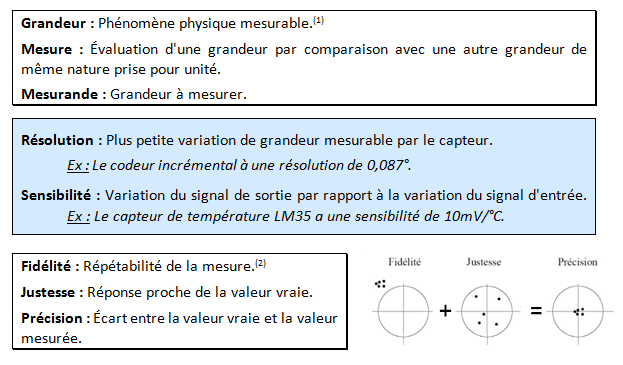 Grandeur : Phénomène physique mesurable.(1)
Mesure : Évaluation d'une grandeur par comparaison avec une autre grandeur de
même nature prise pour unité.
Mesurande : Grandeur à mesurer.
Résolution : Plus petite variation de grandeur mesurable par le capteur.
Ex : Le codeur incrémental à une résolution de 0,087°.
Sensibilité : Variation du signal de sortie par rapport à la variation du signal d'entrée.
Ex : Le capteur de température LM35 a une sensibilité de 10mV/°C.
Fidélité : Répétabilité de la mesure.(2)
Justesse : Réponse proche de la valeur vraie.
Précision : Écart entre la valeur vraie et la valeur
mesurée.
Fidélité Justesse Précision
+ =